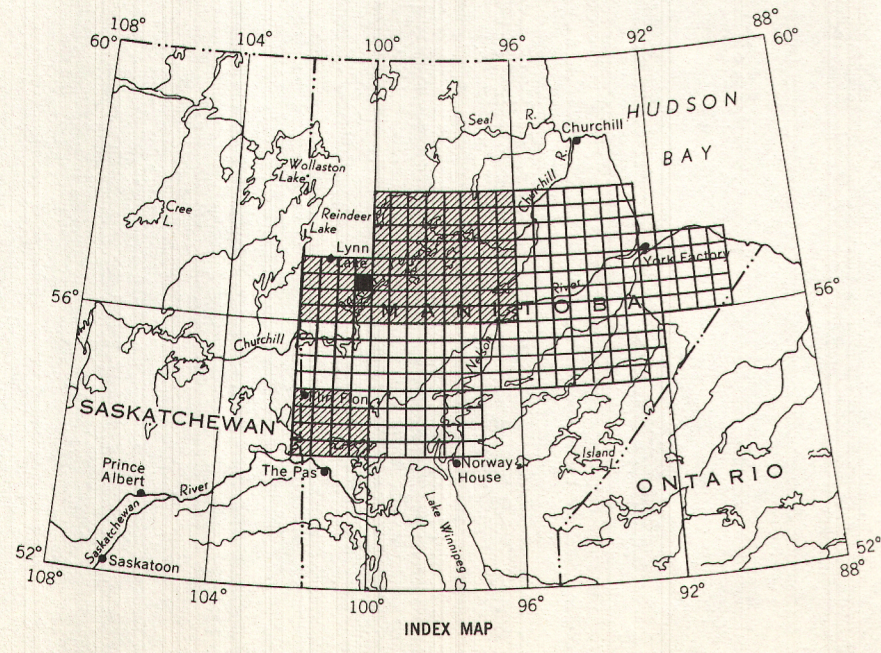 108°
60°
104°
100°
96°
92°
88°
60°
HUDSON
BAY
Seal R.
Churchill
Wollaston
Lake
Churchill R.
Cree
L.
Reindeer
Lake
Lynn
Lake
York Factory
River
56°
MANITOBA
56°
Churchill R.
Nelson
Flin Flon
SASKATCHEWAN
Island
L.
Prince
Albert
The Pas
Norway
House
ONTARIO
River
Saskatchewan
Lake Winnipeg
52°
108°
Saskatoon
104°
100°
96°
92°
52°
88°
INDEX MAP